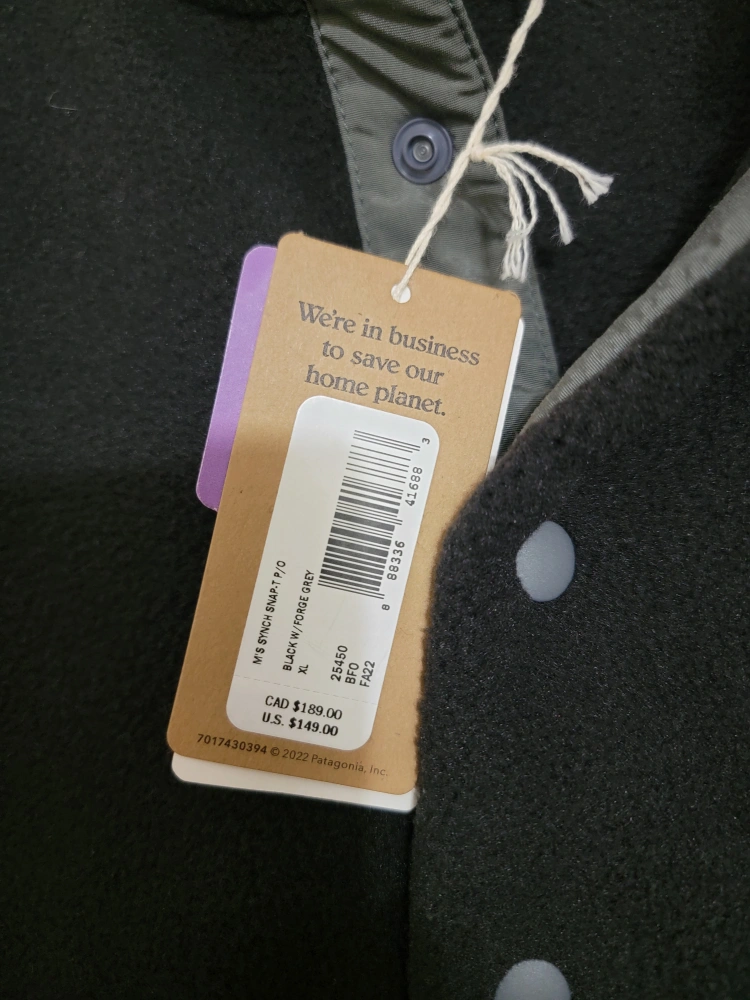 We're in business
to save our
home planet.
8 88336 41688 3
M'S SYNCH SNAP-T P/O
BLACK W/FORGE GREY
XL
25450
BFO
FA22
CAD $189.00
U.S. $149.00
7017430394 © 2022 Patagonia, Inc.